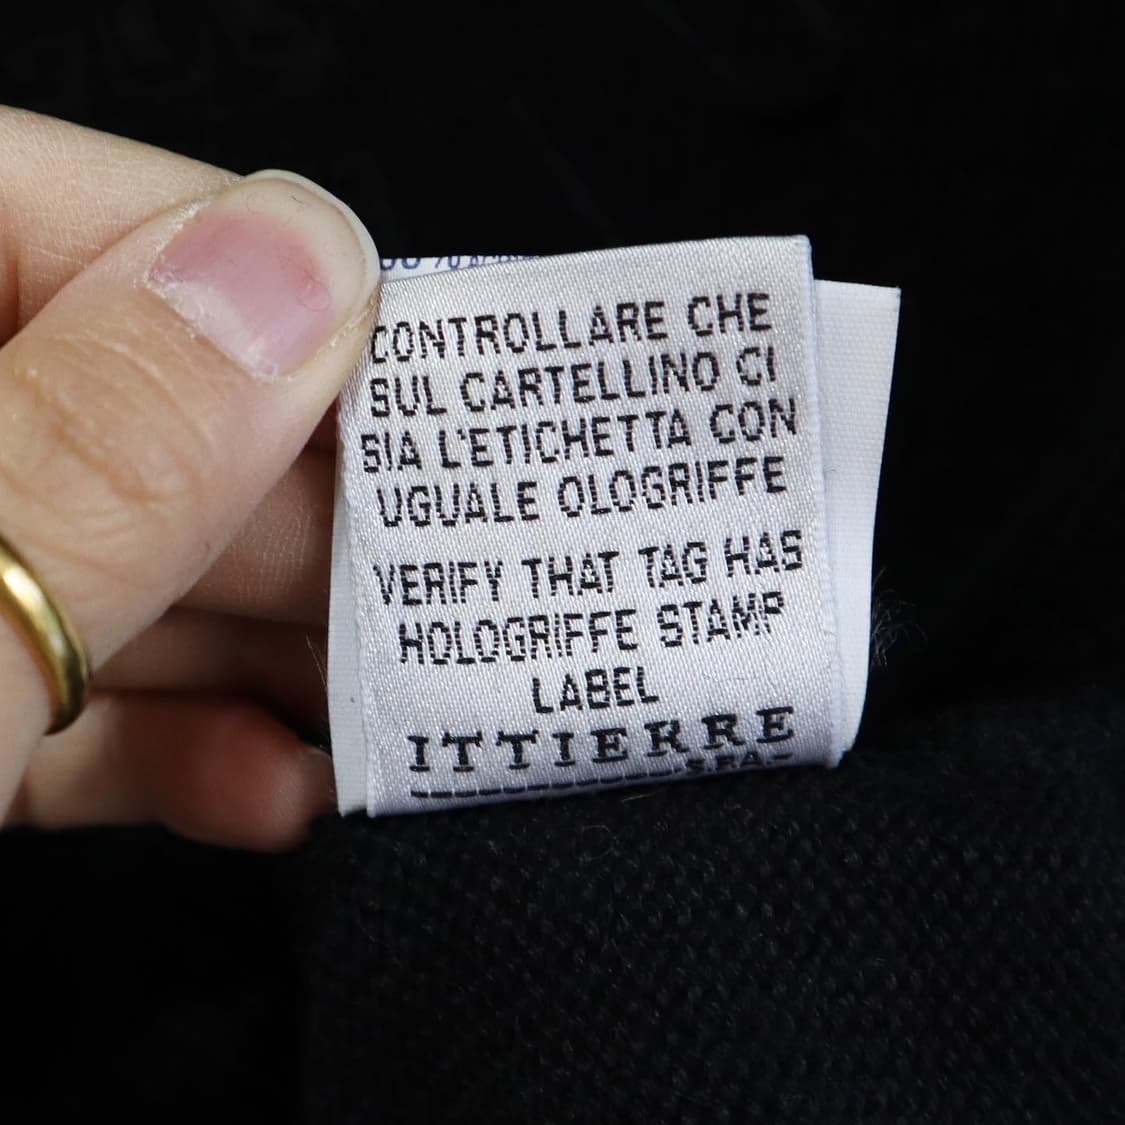 CONTROLLARE CHE
SUL CARTELLINO CI
SIA L'ETICHETTA CON
UGUALE OLOGRIFFE
VERIFY THAT TAG HAS
HOLOGRIFFE STAMP
LABEL
ITTIERRE
SPA